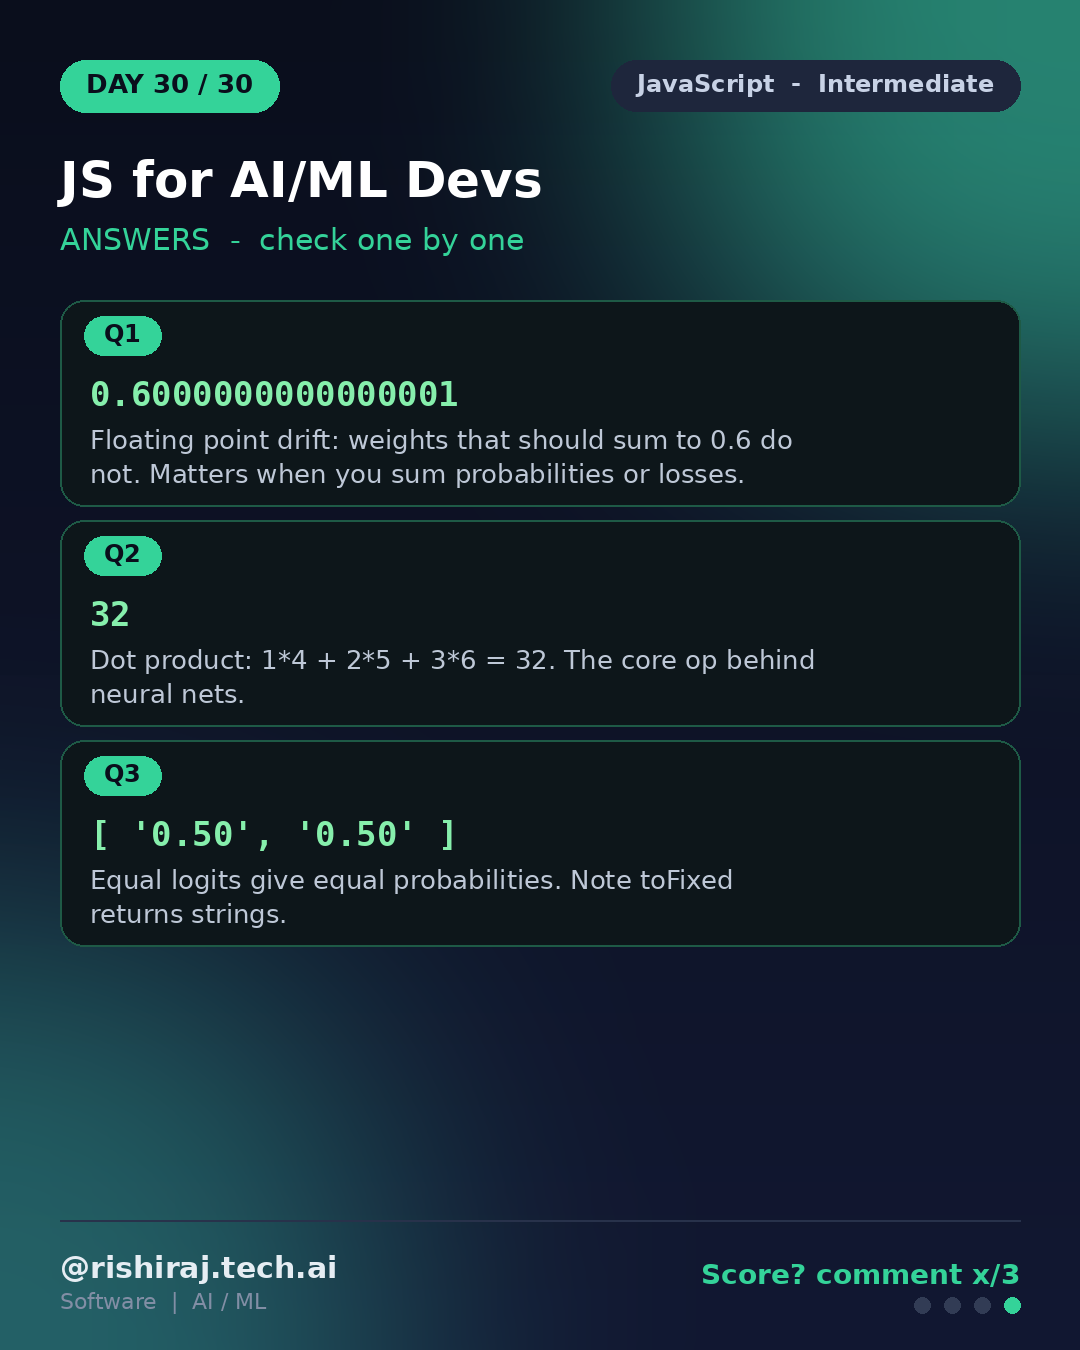 DAY 30 / 30
JavaScript - Intermediate
JS for AI/ML Devs
ANSWERS - check one by one
Q1
0.6000000000000001
Floating point drift: weights that should sum to 0.6 do
not. Matters when you sum probabilities or losses.
Q2
32
Dot product: 1*4 + 2*5 + 3*6 = 32. The core op behind
neural nets.
Q3
[ '0.50', '0.50' ]
Equal logits give equal probabilities. Note toFixed
returns strings.
@rishiraj.tech.ai
Software | AI / ML
Score? comment x/3